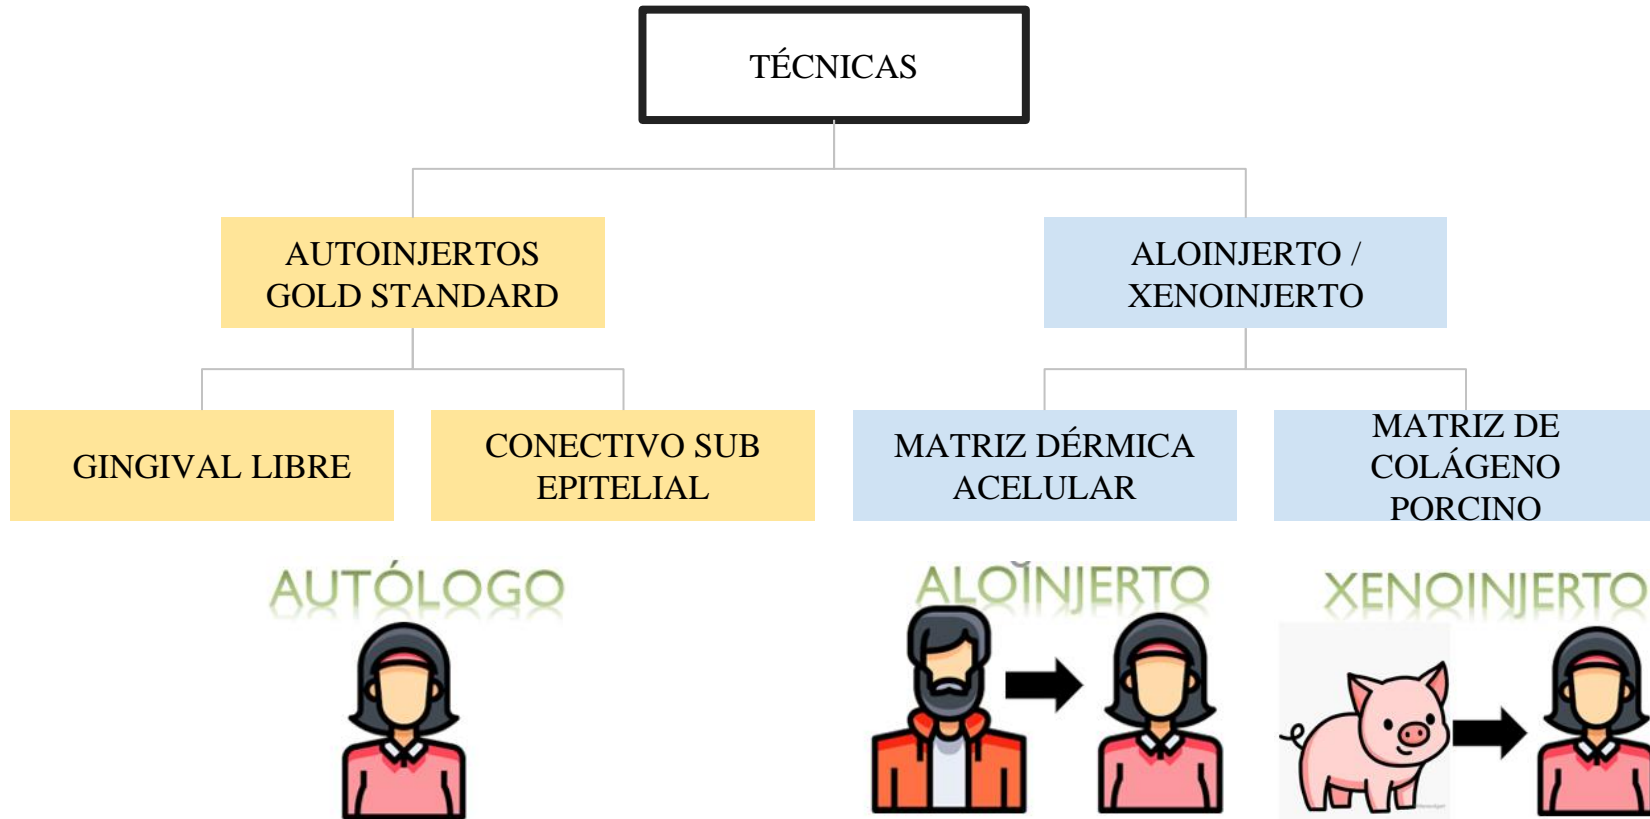 TÉCNICAS
AUTOINJERTOS
GOLD STANDARD
ALOINJERTO /
XENOINJERTO
GINGIVAL LIBRE
CONECTIVO SUB
EPITELIAL
MATRIZ DÉRMICA
ACELULAR
MATRIZ DE
COLÁGENO
PORCINO
AUTÓLOGO
ALOINJERTO
XENOINJERTO